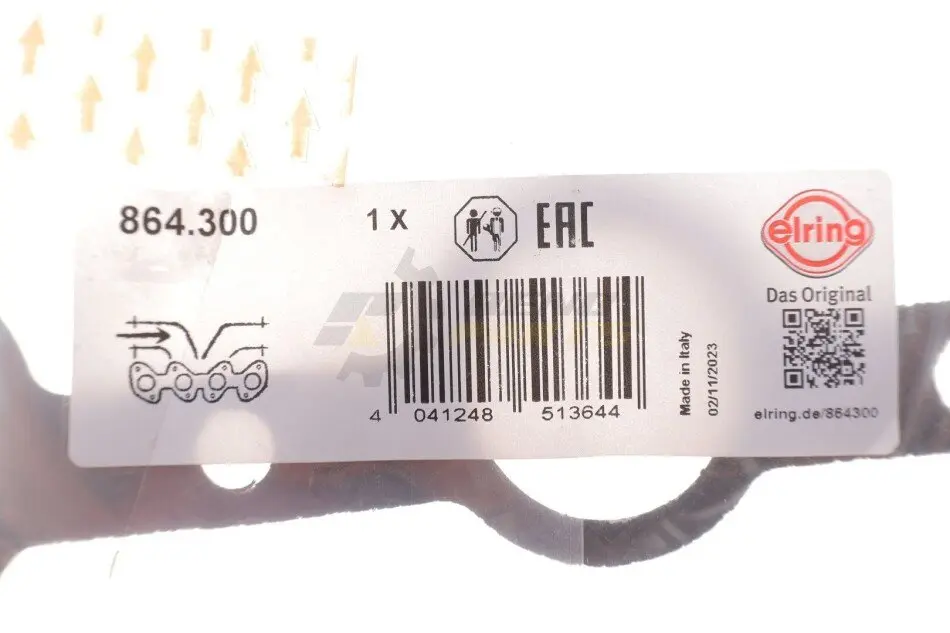 864.300
1 X
EAC
elring
Das Original
Made in Italy
02/11/2023
4 041248 513644
elring.de/864300